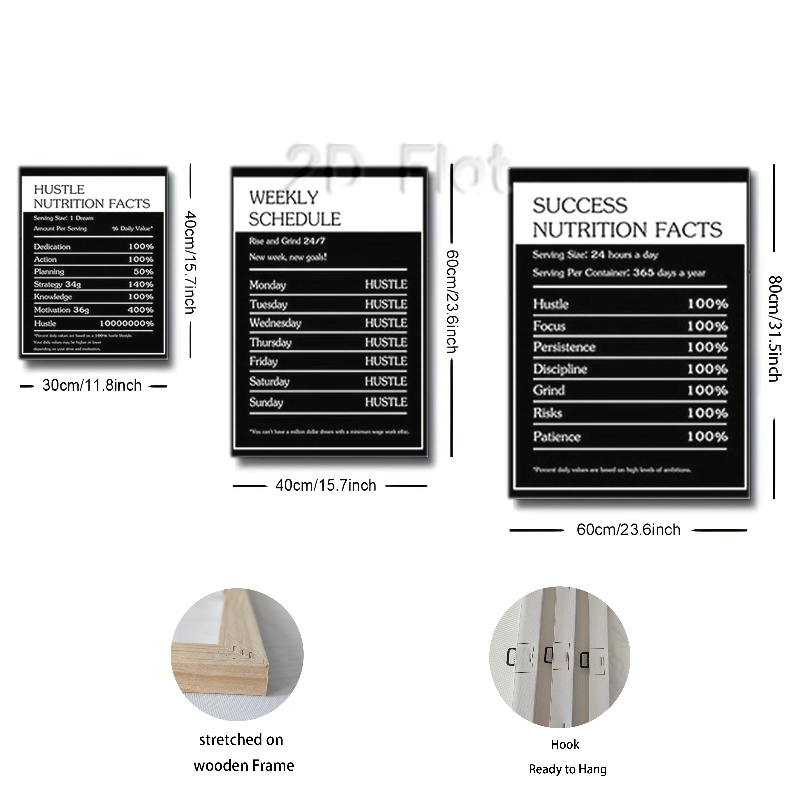 2D Flat
HUSTLE
NUTRITION FACTS
Serving Size: 1 Dream
Amount Per Serving % Daily Value*
Dedication 100%
Action 100%
Planning 50%
Strategy 34g 140%
Knowledge 100%
Motivation 36g 400%
Hustle 10000000%
*Percent daily values are based on a 100% hustle lifestyle.
Your daily values may be higher or lower
depending on your drive and motivation.
40cm/15.7inch
30cm/11.8inch
WEEKLY
SCHEDULE
Rise and Grind 24/7
New week, new goals!
Monday HUSTLE
Tuesday HUSTLE
Wednesday HUSTLE
Thursday HUSTLE
Friday HUSTLE
Saturday HUSTLE
Sunday HUSTLE
*You can't have a million dollar dream with a minimum wage work ethic.
60cm/23.6inch
40cm/15.7inch
SUCCESS
NUTRITION FACTS
Serving Size: 24 hours a day
Serving Per Container: 365 days a year
Hustle 100%
Focus 100%
Persistence 100%
Discipline 100%
Grind 100%
Risks 100%
Patience 100%
*Percent daily values are based on high levels of ambitions.
80cm/31.5inch
60cm/23.6inch
stretched on
wooden Frame
Hook
Ready to Hang